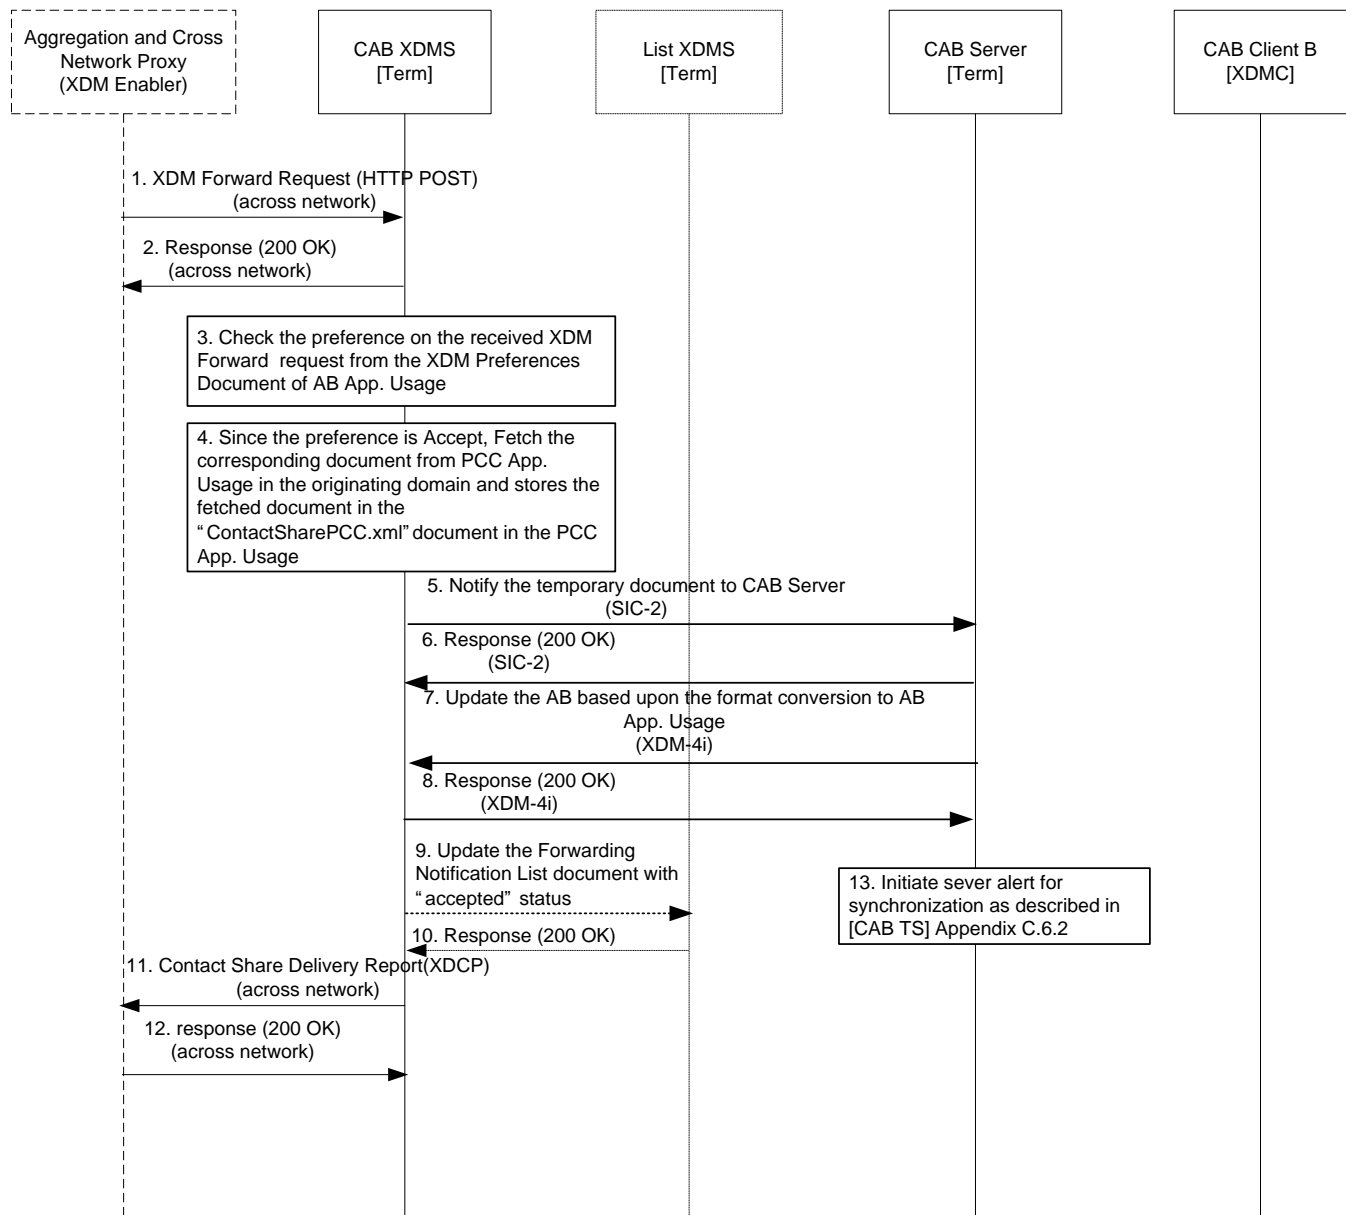 Aggregation and Cross
Network Proxy
(XDM Enabler)
CAB XDMS
[Term]
List XDMS
[Term]
CAB Server
[Term]
CAB Client B
[XDMC]
1. XDM Forward Request (HTTP POST)
(across network)
2. Response (200 OK)
(across network)
3. Check the preference on the received XDM
Forward request from the XDM Preferences
Document of AB App. Usage
4. Since the preference is Accept, Fetch the
corresponding document from PCC App.
Usage in the originating domain and stores the
fetched document in the
“ContactSharePCC.xml” document in the PCC
App. Usage
5. Notify the temporary document to CAB Server
(SIC-2)
6. Response (200 OK)
(SIC-2)
7. Update the AB based upon the format conversion to AB
App. Usage
(XDM-4i)
8. Response (200 OK)
(XDM-4i)
9. Update the Forwarding
Notification List document with
“accepted” status
13. Initiate sever alert for
synchronization as described in
[CAB TS] Appendix C.6.2
10. Response (200 OK)
11. Contact Share Delivery Report(XDCP)
(across network)
12. response (200 OK)
(across network)